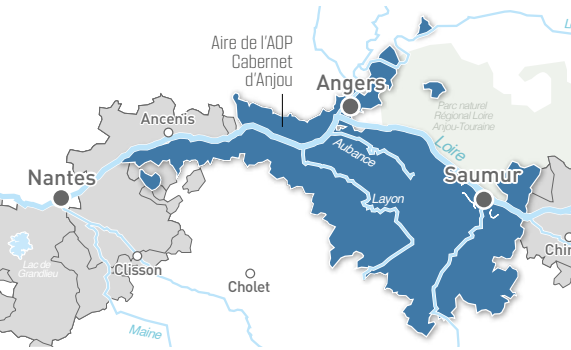 Aire de l'AOP
Cabernet
d'Anjou
Angers
Ancenis
Parc naturel
Régional Loire
Anjou-Touraine
Aubance
Loire
Nantes
Saumur
Layon
Lac de
Grandlieu
Clisson
Cholet
Chin
Maine